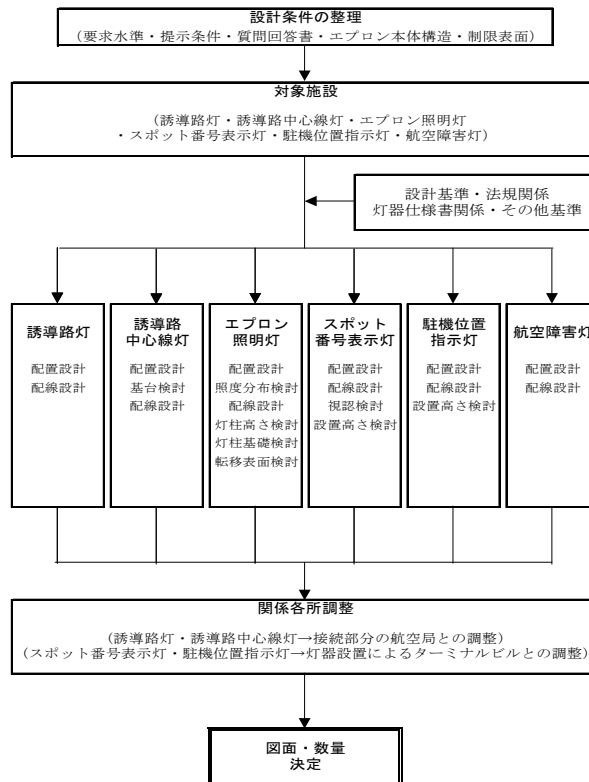 設計条件の整理
（要求水準・提示条件・質問回答書・エプロン本体構造・制限表面）
対象施設
（誘導路灯・誘導路中心線灯・エプロン照明灯
・スポット番号表示灯・駐機位置指示灯・航空障害灯）
設計基準・法規関係
灯器仕様書関係・その他基準
誘導路灯
配置設計
配線設計
誘導路
中心線灯
配置設計
基台検討
配線設計
エプロン
照明灯
配置設計
照度分布検討
配線設計
灯柱高さ検討
灯柱基礎検討
転移表面検討
スポット
番号表示灯
配置設計
配線設計
視認検討
設置高さ検討
駐機位置
指示灯
配置設計
配線設計
設置高さ検討
航空障害灯
配置設計
配線設計
関係各所調整
（誘導路灯・誘導路中心線灯→接続部分の航空局との調整）
（スポット番号表示灯・駐機位置指示灯→灯器設置によるターミナルビルとの調整）
図面・数量
決定